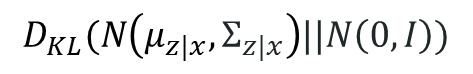 D_{KL}(N(μ_{z|x}, Σ_{z|x})||N(0, I))